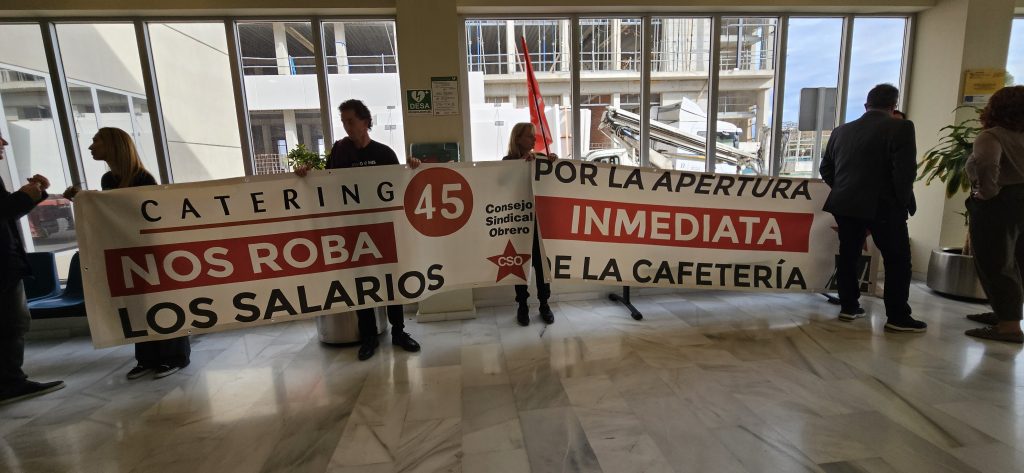 DESA
CATERING 45
NOS ROBA
LOS SALARIOS
Consejo
Sindical
Obrero
CSO
POR LA APERTURA
INMEDIATA
DE LA CAFETERÍA